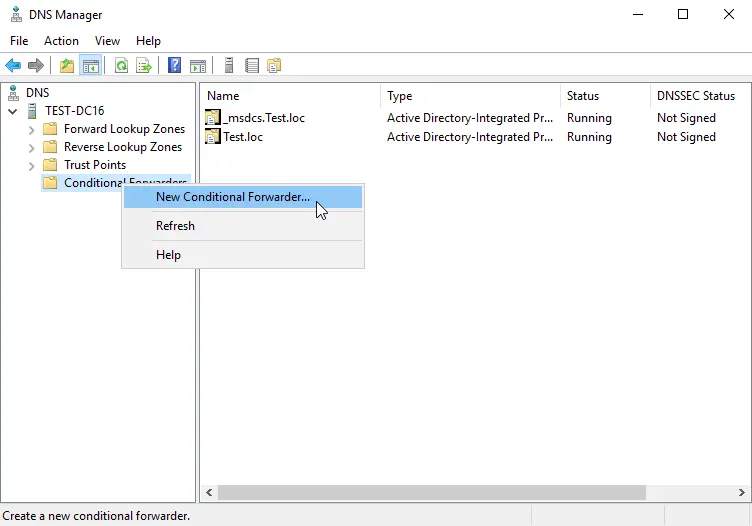 DNS Manager
File Action View Help
DNS
TEST-DC16
Forward Lookup Zones
Reverse Lookup Zones
Trust Points
Conditional Forwarders
Name Type Status DNSSEC Status
_msdcs.Test.loc Active Directory-Integrated Pr... Running Not Signed
Test.loc Active Directory-Integrated Pr... Running Not Signed
New Conditional Forwarder...
Refresh
Help
Create a new conditional forwarder.